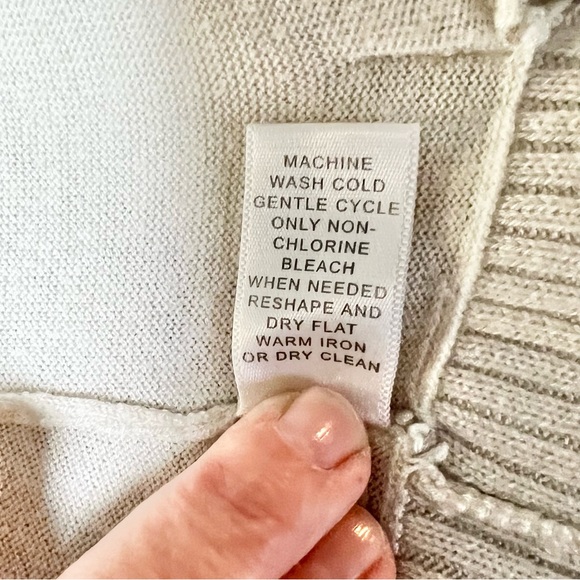 MACHINE
WASH COLD
GENTLE CYCLE
ONLY NON-
CHLORINE
BLEACH
WHEN NEEDED
RESHAPE AND
DRY FLAT
WARM IRON
OR DRY CLEAN